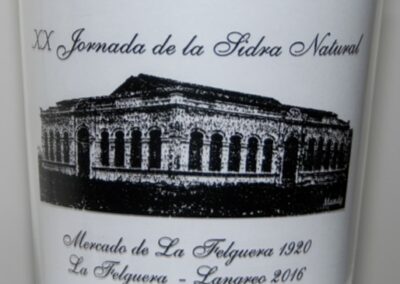 XX Jornada de la Sidra Natural
Mercado de La Felguera 1920
La Felguera - Langreo 2016